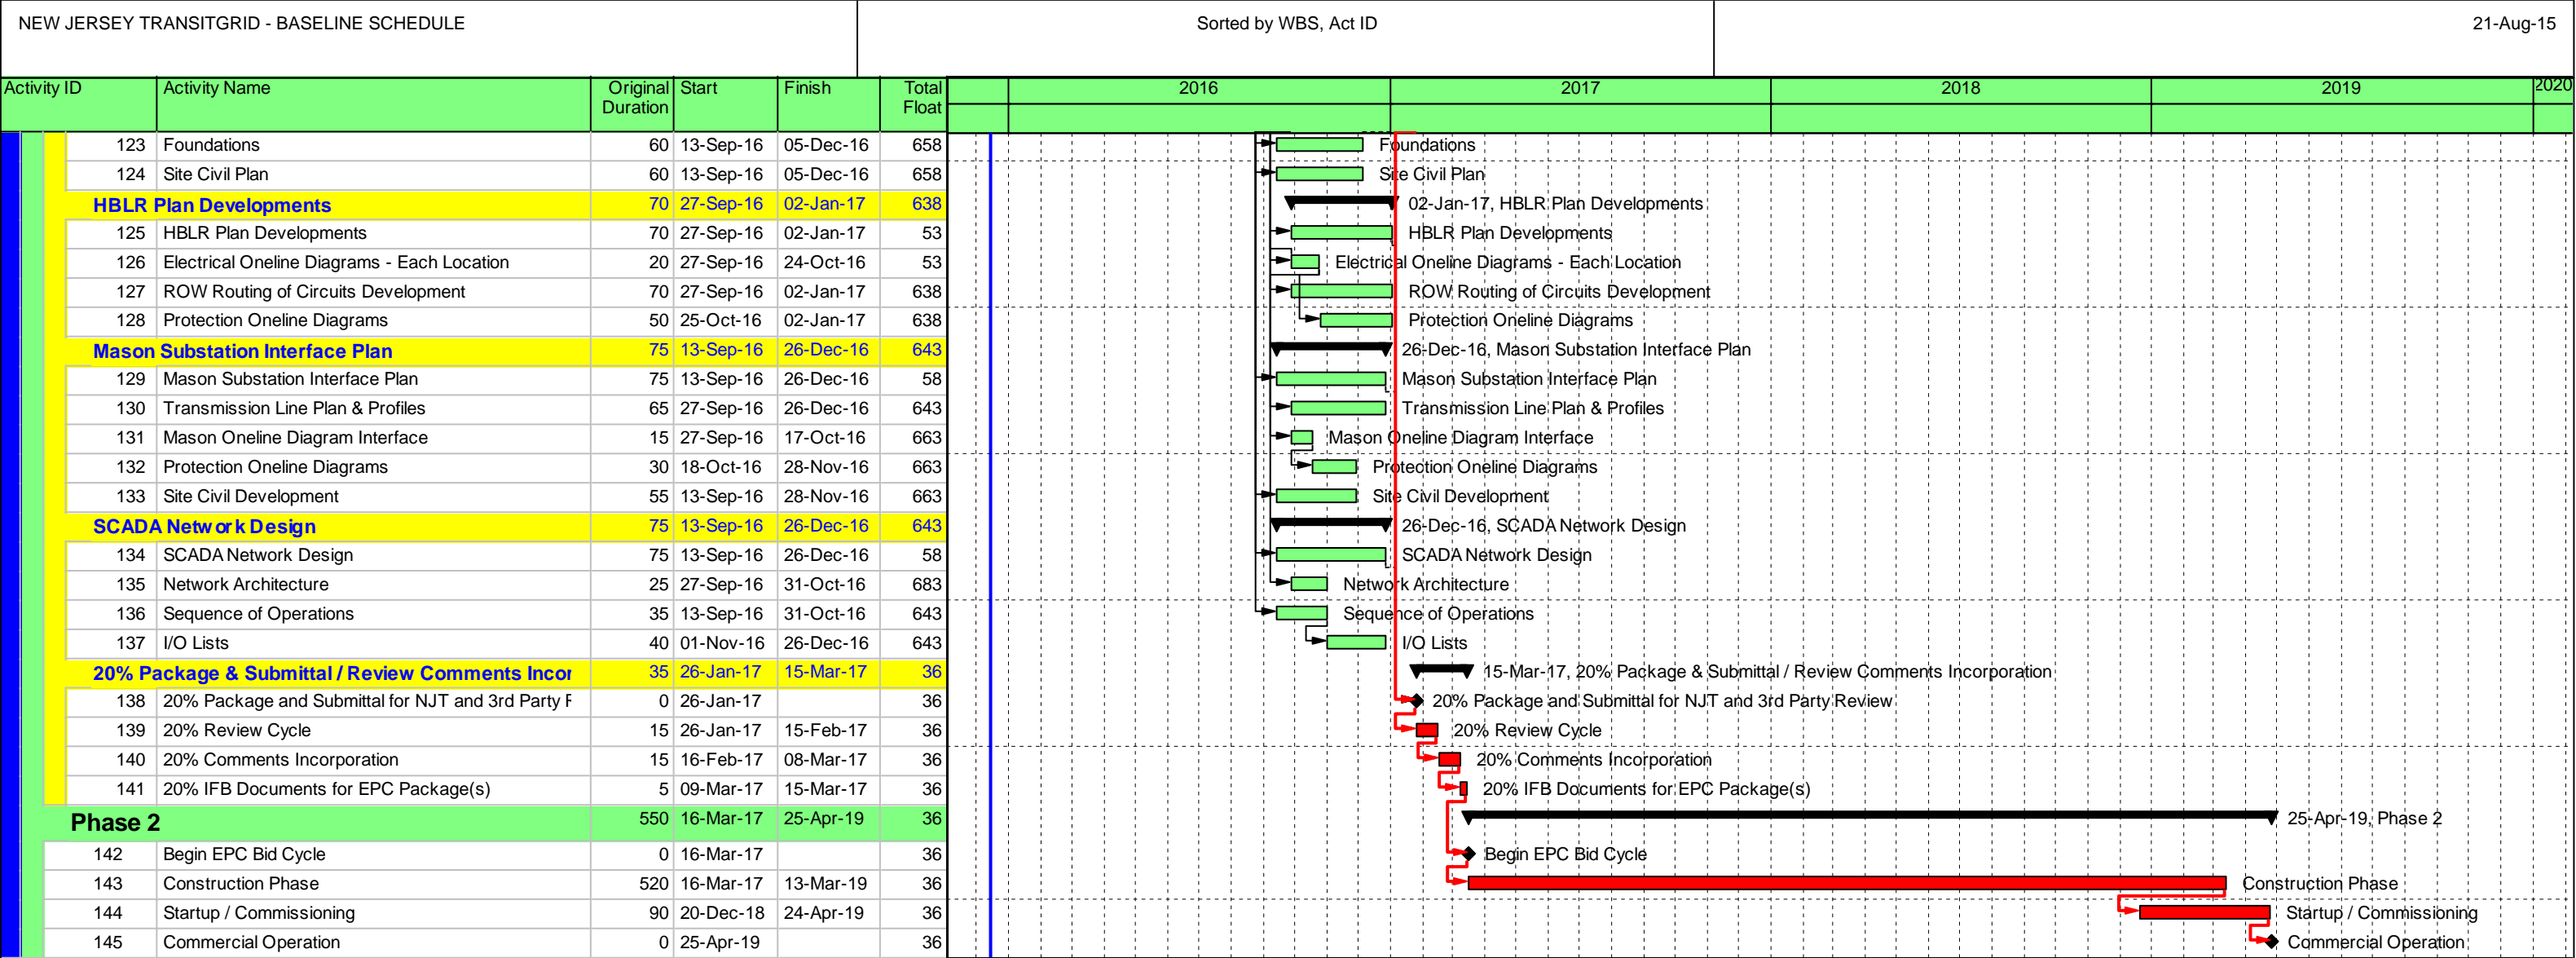 NEW JERSEY TRANSITGRID - BASELINE SCHEDULE Sorted by WBS, Act ID 21-Aug-15
Activity ID Activity Name Original Duration Start Finish Total Float 2016 2017 2018 2019 2020
123 Foundations 60 13-Sep-16 05-Dec-16 658 Foundations
124 Site Civil Plan 60 13-Sep-16 05-Dec-16 658 Site Civil Plan
HBLR Plan Developments 70 27-Sep-16 02-Jan-17 638 02-Jan-17, HBLR Plan Developments
125 HBLR Plan Developments 70 27-Sep-16 02-Jan-17 53 HBLR Plan Developments
126 Electrical Oneline Diagrams - Each Location 20 27-Sep-16 24-Oct-16 53 Electrical Oneline Diagrams - Each Location
127 ROW Routing of Circuits Development 70 27-Sep-16 02-Jan-17 638 ROW Routing of Circuits Development
128 Protection Oneline Diagrams 50 25-Oct-16 02-Jan-17 638 Protection Oneline Diagrams
Mason Substation Interface Plan 75 13-Sep-16 26-Dec-16 643 26-Dec-16, Mason Substation Interface Plan
129 Mason Substation Interface Plan 75 13-Sep-16 26-Dec-16 58 Mason Substation Interface Plan
130 Transmission Line Plan & Profiles 65 27-Sep-16 26-Dec-16 643 Transmission Line Plan & Profiles
131 Mason Oneline Diagram Interface 15 27-Sep-16 17-Oct-16 663 Mason Oneline Diagram Interface
132 Protection Oneline Diagrams 30 18-Oct-16 28-Nov-16 663 Protection Oneline Diagrams
133 Site Civil Development 55 13-Sep-16 28-Nov-16 663 Site Civil Development
SCADA Network Design 75 13-Sep-16 26-Dec-16 643 26-Dec-16, SCADA Network Design
134 SCADA Network Design 75 13-Sep-16 26-Dec-16 58 SCADA Network Design
135 Network Architecture 25 27-Sep-16 31-Oct-16 683 Network Architecture
136 Sequence of Operations 35 13-Sep-16 31-Oct-16 643 Sequence of Operations
137 I/O Lists 40 01-Nov-16 26-Dec-16 643 I/O Lists
20% Package & Submittal / Review Comments Incor 35 26-Jan-17 15-Mar-17 36 15-Mar-17, 20% Package & Submittal / Review Comments Incorporation
138 20% Package and Submittal for NJT and 3rd Party F 0 26-Jan-17 36 20% Package and Submittal for NJT and 3rd Party Review
139 20% Review Cycle 15 26-Jan-17 15-Feb-17 36 20% Review Cycle
140 20% Comments Incorporation 15 16-Feb-17 08-Mar-17 36 20% Comments Incorporation
141 20% IFB Documents for EPC Package(s) 5 09-Mar-17 15-Mar-17 36 20% IFB Documents for EPC Package(s)
Phase 2 550 16-Mar-17 25-Apr-19 36 25-Apr-19, Phase 2
142 Begin EPC Bid Cycle 0 16-Mar-17 36 Begin EPC Bid Cycle
143 Construction Phase 520 16-Mar-17 13-Mar-19 36 Construction Phase
144 Startup / Commissioning 90 20-Dec-18 24-Apr-19 36 Startup / Commissioning
145 Commercial Operation 0 25-Apr-19 36 Commercial Operation